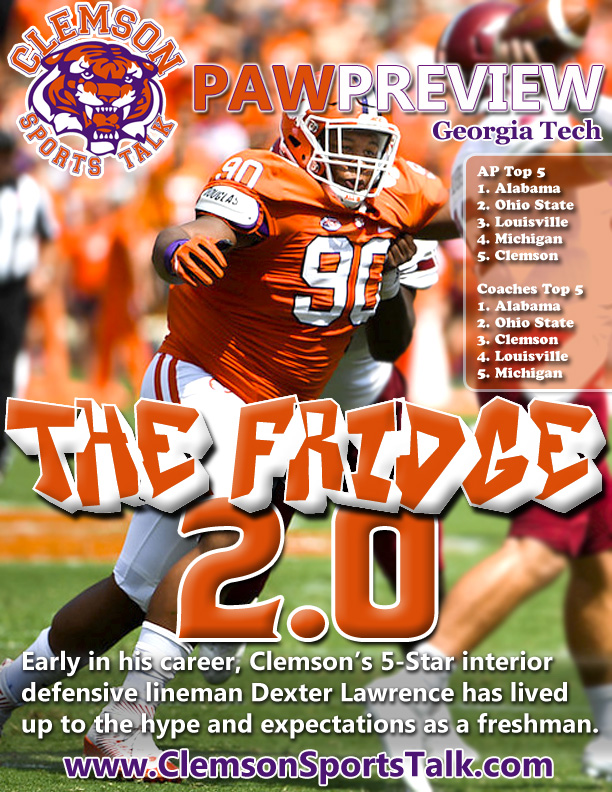 CLEMSON
SPORTS TALK
PAWPREVIEW
Georgia Tech
AP Top 5
1. Alabama
2. Ohio State
3. Louisville
4. Michigan
5. Clemson
Coaches Top 5
1. Alabama
2. Ohio State
3. Clemson
4. Louisville
5. Michigan
90
DOUGLAS
90
THE FRIDGE
2.0
Early in his career, Clemson's 5-Star interior
defensive lineman Dexter Lawrence has lived
up to the hype and expectations as a freshman.
www.ClemsonSportsTalk.com